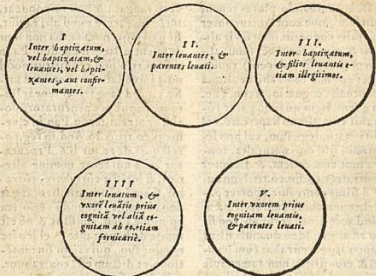 I
Inter baptizatum,
vel baptizatam, &
leuantes, vel bapti-
zantes, aut confir-
mantes.
II.
Inter leuantes, &
parentes leuati.
III.
Inter baptizatum,
& filios leuantis e-
tiam illegitimos.
IIII
Inter leuatum, &
vxorē leuātis prius
cognitā vel aliā co-
gnitam ab eo, etiam
fornicariè.
V.
Inter vxorem prius
cognitam leuantis,
& parentes leuati.